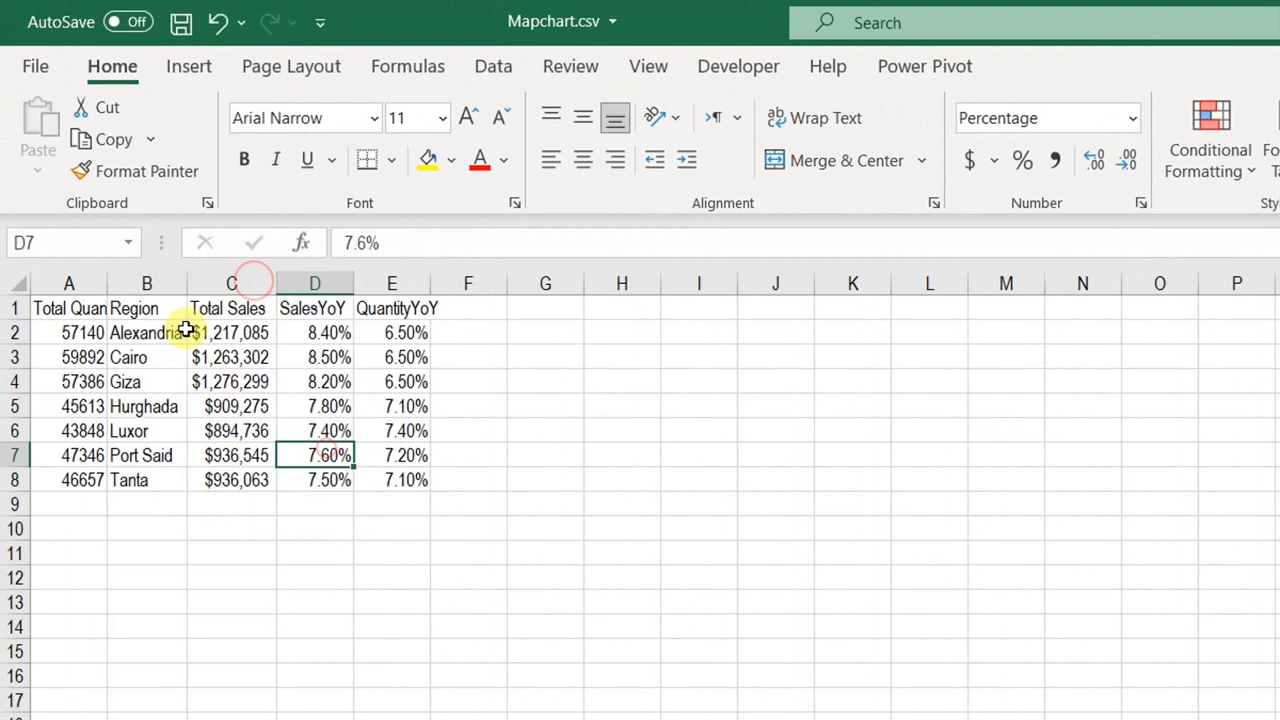 AutoSave Off Mapchart.csv Search
File Home Insert Page Layout Formulas Data Review View Developer Help Power Pivot
Paste Cut Copy Format Painter
Clipboard
Arial Narrow 11
B I U A
Font
Wrap Text
Merge & Center
Alignment
Percentage
$ % 9 .00 .00
Number
Conditional Formatting
D7 fx 7.6%
A B C D E F G H I J K L M N O P
1 Total Quan Region Total Sales SalesYoY QuantityYoY
2 57140 Alexandria $1,217,085 8.40% 6.50%
3 59892 Cairo $1,263,302 8.50% 6.50%
4 57386 Giza $1,276,299 8.20% 6.50%
5 45613 Hurghada $909,275 7.80% 7.10%
6 43848 Luxor $894,736 7.40% 7.40%
7 47346 Port Said $936,545 7.60% 7.20%
8 46657 Tanta $936,063 7.50% 7.10%
9
10
11
12
13
14
15
16
17